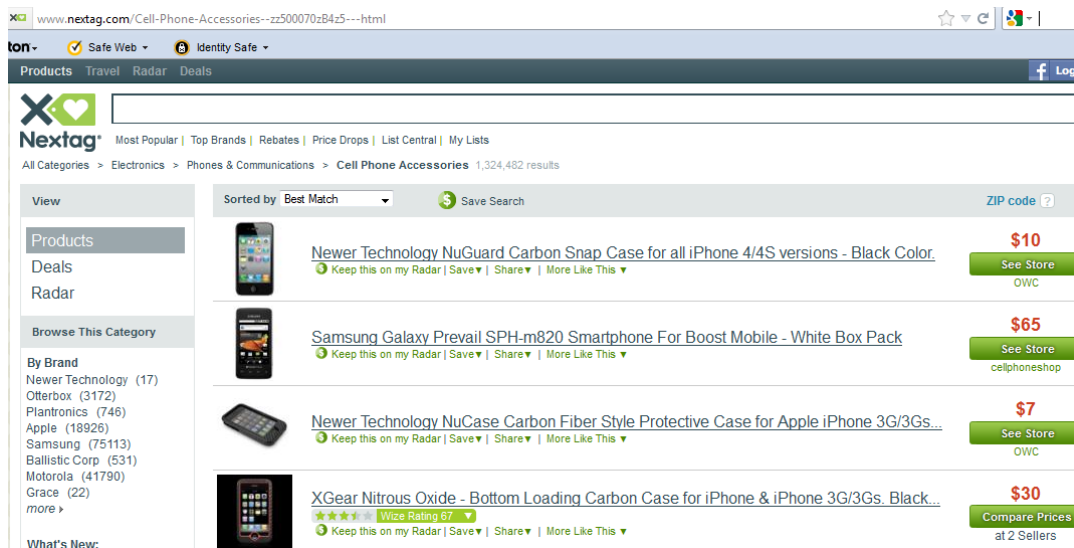 www.nextag.com/Cell-Phone-Accessories--zz500070zB4z5---html
ton Safe Web Identity Safe
Products Travel Radar Deals
f Log
Nextag
Most Popular | Top Brands | Rebates | Price Drops | List Central | My Lists
All Categories > Electronics > Phones & Communications > Cell Phone Accessories 1,324,482 results
View
Sorted by Best Match
$ Save Search
ZIP code ?
Products
Deals
Radar
Browse This Category
By Brand
Newer Technology (17)
Otterbox (3172)
Plantronics (746)
Apple (18926)
Samsung (75113)
Ballistic Corp (531)
Motorola (41790)
Grace (22)
more
What's New:
Newer Technology NuGuard Carbon Snap Case for all iPhone 4/4S versions - Black Color.
Keep this on my Radar | Save | Share | More Like This
$10
See Store
OWC
Samsung Galaxy Prevail SPH-m820 Smartphone For Boost Mobile - White Box Pack
Keep this on my Radar | Save | Share | More Like This
$65
See Store
cellphoneshop
Newer Technology NuCase Carbon Fiber Style Protective Case for Apple iPhone 3G/3Gs...
Keep this on my Radar | Save | Share | More Like This
$7
See Store
OWC
XGear Nitrous Oxide - Bottom Loading Carbon Case for iPhone & iPhone 3G/3Gs. Black...
Wize Rating 67
Keep this on my Radar | Save | Share | More Like This
$30
Compare Prices
at 2 Sellers